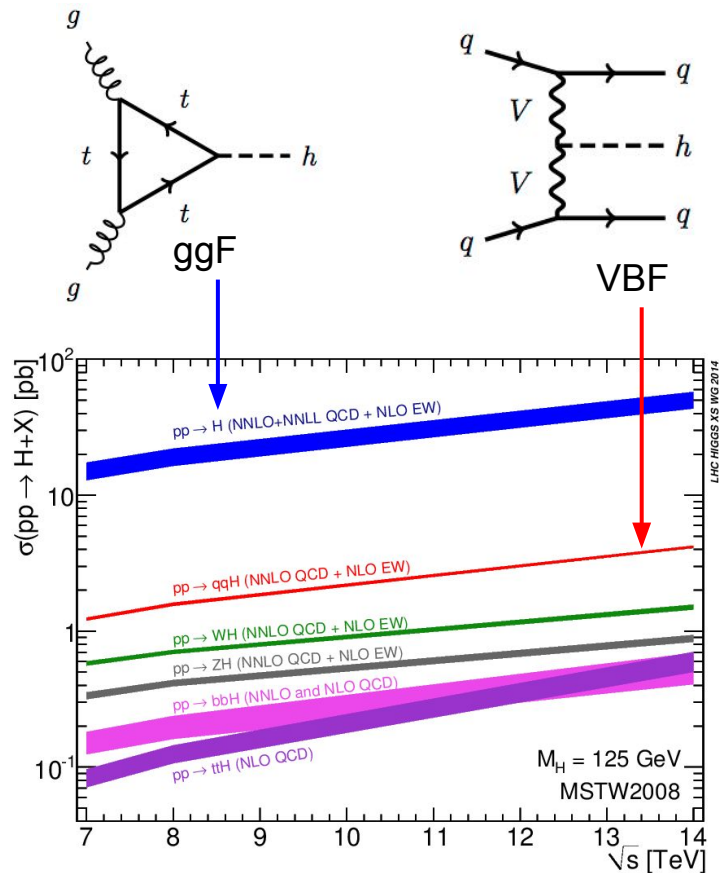 g
t
t
h
t
g
q
q
V
h
V
q
q
ggF
VBF
σ(pp → H+X) [pb]
10²
10
1
10⁻¹
pp → H (NNLO+NNLL QCD + NLO EW)
pp → qqH (NNLO QCD + NLO EW)
pp → WH (NNLO QCD + NLO EW)
pp → ZH (NNLO QCD + NLO EW)
pp → bbH (NNLO and NLO QCD)
pp → ttH (NLO QCD)
M_H = 125 GeV
MSTW2008
LHC HIGGS XS WG 2014
7 8 9 10 11 12 13 14
√s [TeV]